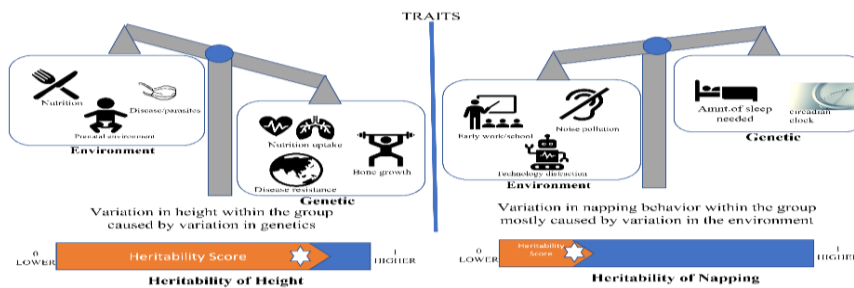 TRAITS
Nutrition
Disease/parasites
Prenatal environment
Environment
Nutrition uptake
Bone growth
Disease resistance
Genetic
Variation in height within the group
caused by variation in genetics
0
LOWER
Heritability Score
1
HIGHER
Heritability of Height
Early work/school
Noise pollution
Technology distraction
Environment
Amnt.of sleep
needed
circadian
clock
Genetic
Variation in napping behavior within the group
mostly caused by variation in the environment
0
LOWER
Heritability
Score
1
HIGHER
Heritability of Napping